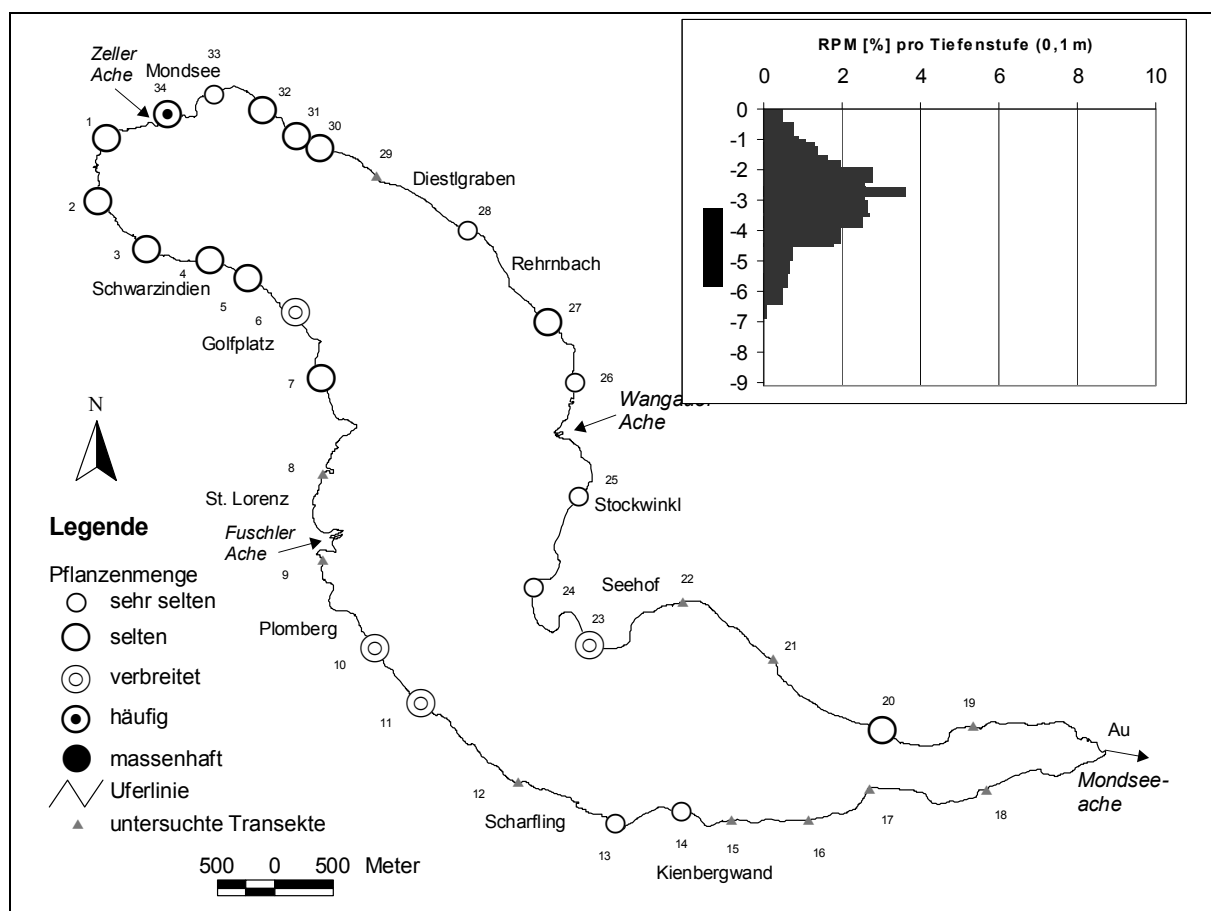 RPM [%] pro Tiefenstufe (0,1m)
0 2 4 6 8 10
0
-1
-2
-3
-4
-5
-6
-7
-8
-9
Zeller
Ache
34
33
Mondsee
32
31
30
29
Diestlgraben
28
Rehrnbach
27
26
Ache
25
Stockwinkl
24
Seehof
23
22
21
20
19
Au
Mondsee-
ache
1
2
3
4
Schwarzindien
5
6
Golfplatz
7
8
St. Lorenz
Fuschler
Ache
9
Plomberg
10
11
12
Scharfling
13
14
15
Kienbergwand
16
17
18
N
Legende
Pflanzenmenge
sehr selten
selten
verbreitet
häufig
massenhaft
Uferlinie
untersuchte Transekte
500 0 500 Meter